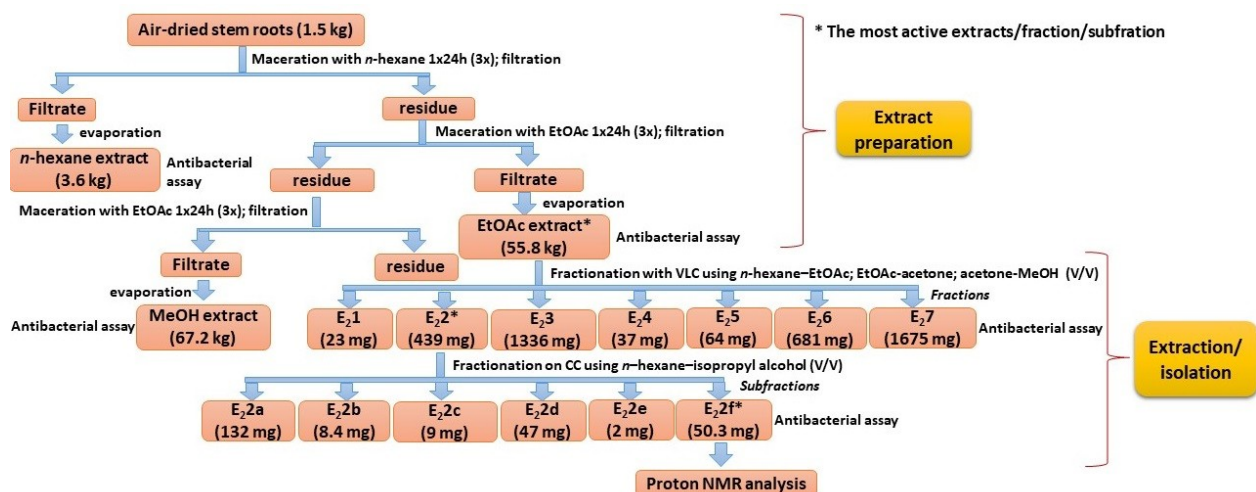 Air-dried stem roots (1.5 kg)
* The most active extracts/fraction/subfration
Maceration with n-hexane 1x24h (3x); filtration
Filtrate
residue
Extract
preparation
evaporation
Maceration with EtOAc 1x24h (3x); filtration
n-hexane extract
(3.6 kg)
Antibacterial
assay
residue
Filtrate
evaporation
Maceration with EtOAc 1x24h (3x); filtration
EtOAc extract*
(55.8 kg)
Antibacterial assay
Filtrate
residue
Fractionation with VLC using n-hexane–EtOAc; EtOAc-acetone; acetone-MeOH (V/V)
evaporation
Fractions
Antibacterial assay
MeOH extract
(67.2 kg)
E₂1
(23 mg)
E₂2*
(439 mg)
E₂3
(1336 mg)
E₂4
(37 mg)
E₂5
(64 mg)
E₂6
(681 mg)
E₂7
(1675 mg)
Antibacterial assay
Extraction/
isolation
Fractionation on CC using n–hexane–isopropyl alcohol (V/V)
Subfractions
E₂2a
(132 mg)
E₂2b
(8.4 mg)
E₂2c
(9 mg)
E₂2d
(47 mg)
E₂2e
(2 mg)
E₂2f*
(50.3 mg)
Antibacterial assay
Proton NMR analysis